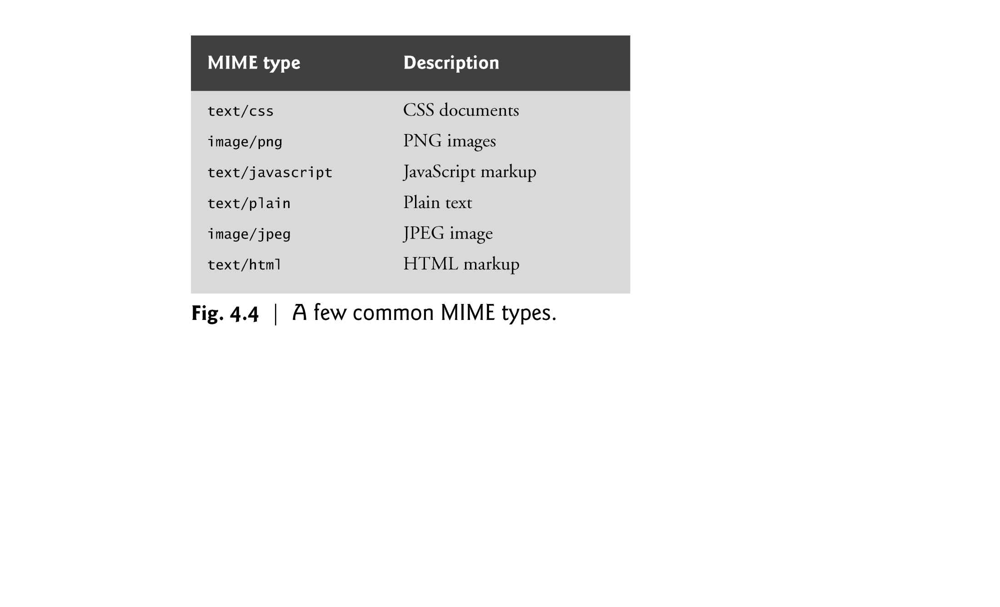 MIME type Description
text/css CSS documents
image/png PNG images
text/javascript JavaScript markup
text/plain Plain text
image/jpeg JPEG image
text/html HTML markup
Fig. 4.4 | A few common MIME types.